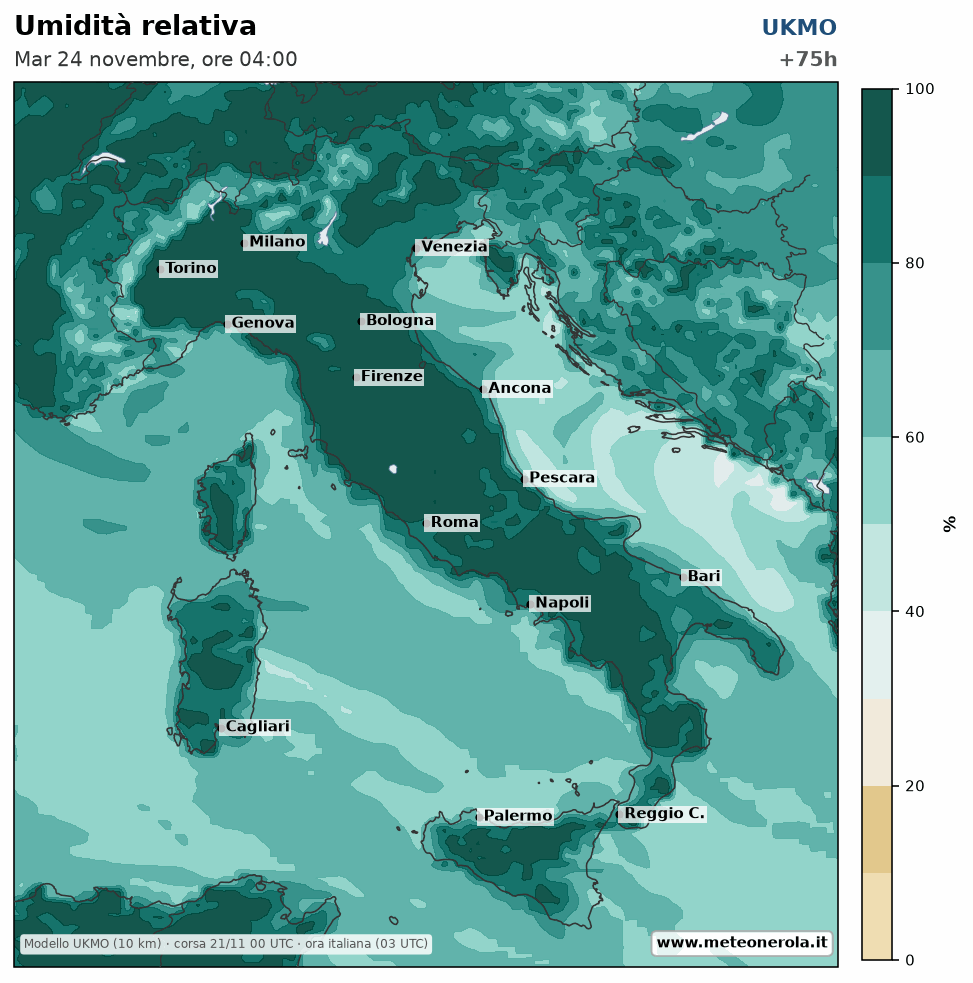 Umidità relativa
UKMO
Mar 24 novembre, ore 04:00
+75h
100
80
60
40
20
0
%
Milano
Venezia
Torino
Genova
Bologna
Firenze
Ancona
Pescara
Roma
Bari
Napoli
Cagliari
Palermo
Reggio C.
Modello UKMO (10 km) · corsa 21/11 00 UTC · ora italiana (03 UTC)
www.meteonerola.it